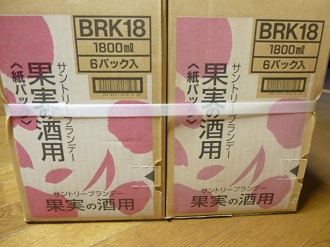 BRK18
1800ml
6パック入
サントリーブランデー
果実の酒用
〈紙パック〉
サントリーブランデー
果実の酒用
BRK18
1800ml
6パック入
サントリーブランデー
果実の酒用
〈紙パック〉
サントリーブランデー
果実の酒用